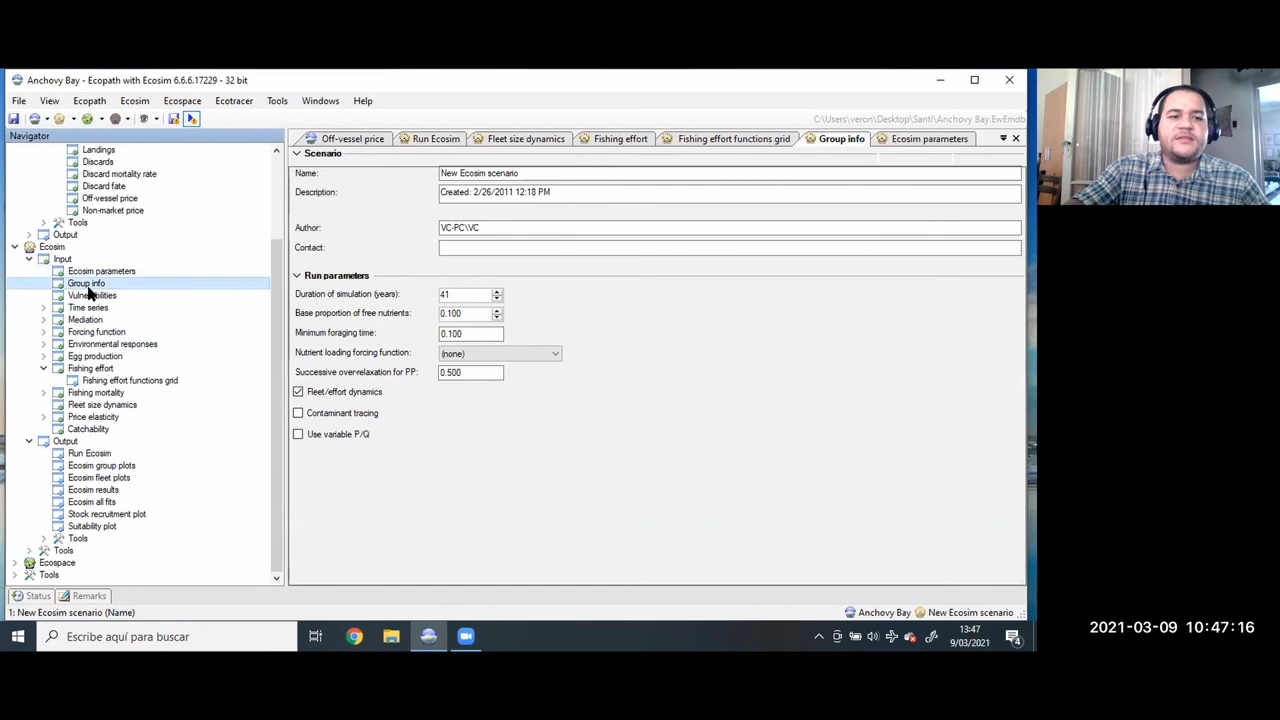 Anchovy Bay - Ecopath with Ecosim 6.6.6.17229 - 32 bit
File View Ecopath Ecosim Ecospace Ecotracer Tools Windows Help
C:\Users\veron\Desktop\Santi\Anchovy Bay.EwEmdb
Navigator
Landings
Discards
Discard mortality rate
Discard fate
Off-vessel price
Non-market price
Tools
Output
Ecosim
Input
Ecosim parameters
Group info
Vulnerabilities
Time series
Mediation
Forcing function
Environmental responses
Egg production
Fishing effort
Fishing effort functions grid
Fishing mortality
Fleet size dynamics
Price elasticity
Catchability
Output
Run Ecosim
Ecosim group plots
Ecosim fleet plots
Ecosim results
Ecosim all fits
Stock recruitment plot
Suitability plot
Tools
Tools
Ecospace
Tools
Off-vessel price Run Ecosim Fleet size dynamics Fishing effort Fishing effort functions grid Group info Ecosim parameters
Scenario
Name: New Ecosim scenario
Description: Created: 2/26/2011 12:18 PM
Author: VC-PC\VC
Contact:
Run parameters
Duration of simulation (years): 41
Base proportion of free nutrients: 0.100
Minimum foraging time: 0.100
Nutrient loading forcing function: (none)
Successive over-relaxation for PP: 0.500
Fleet/effort dynamics
Contaminant tracing
Use variable P/Q
Status Remarks
1: New Ecosim scenario (Name) Anchovy Bay New Ecosim scenario
Escribe aquí para buscar
13:47
9/03/2021
4
2021-03-09 10:47:16